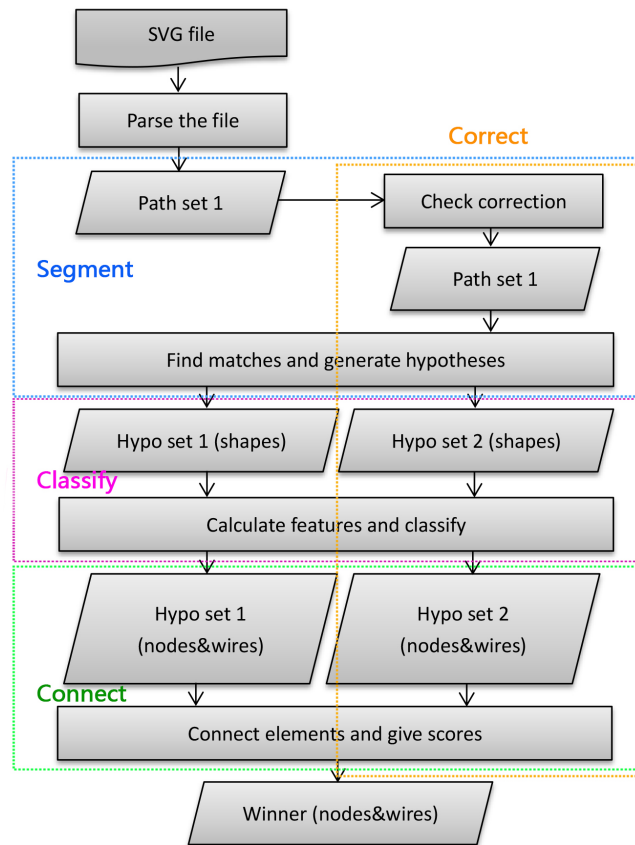 SVG file
Parse the file
Correct
Path set 1
Check correction
Segment
Path set 1
Find matches and generate hypotheses
Hypo set 1 (shapes)
Hypo set 2 (shapes)
Classify
Calculate features and classify
Hypo set 1
(nodes&wires)
Hypo set 2
(nodes&wires)
Connect
Connect elements and give scores
Winner (nodes&wires)